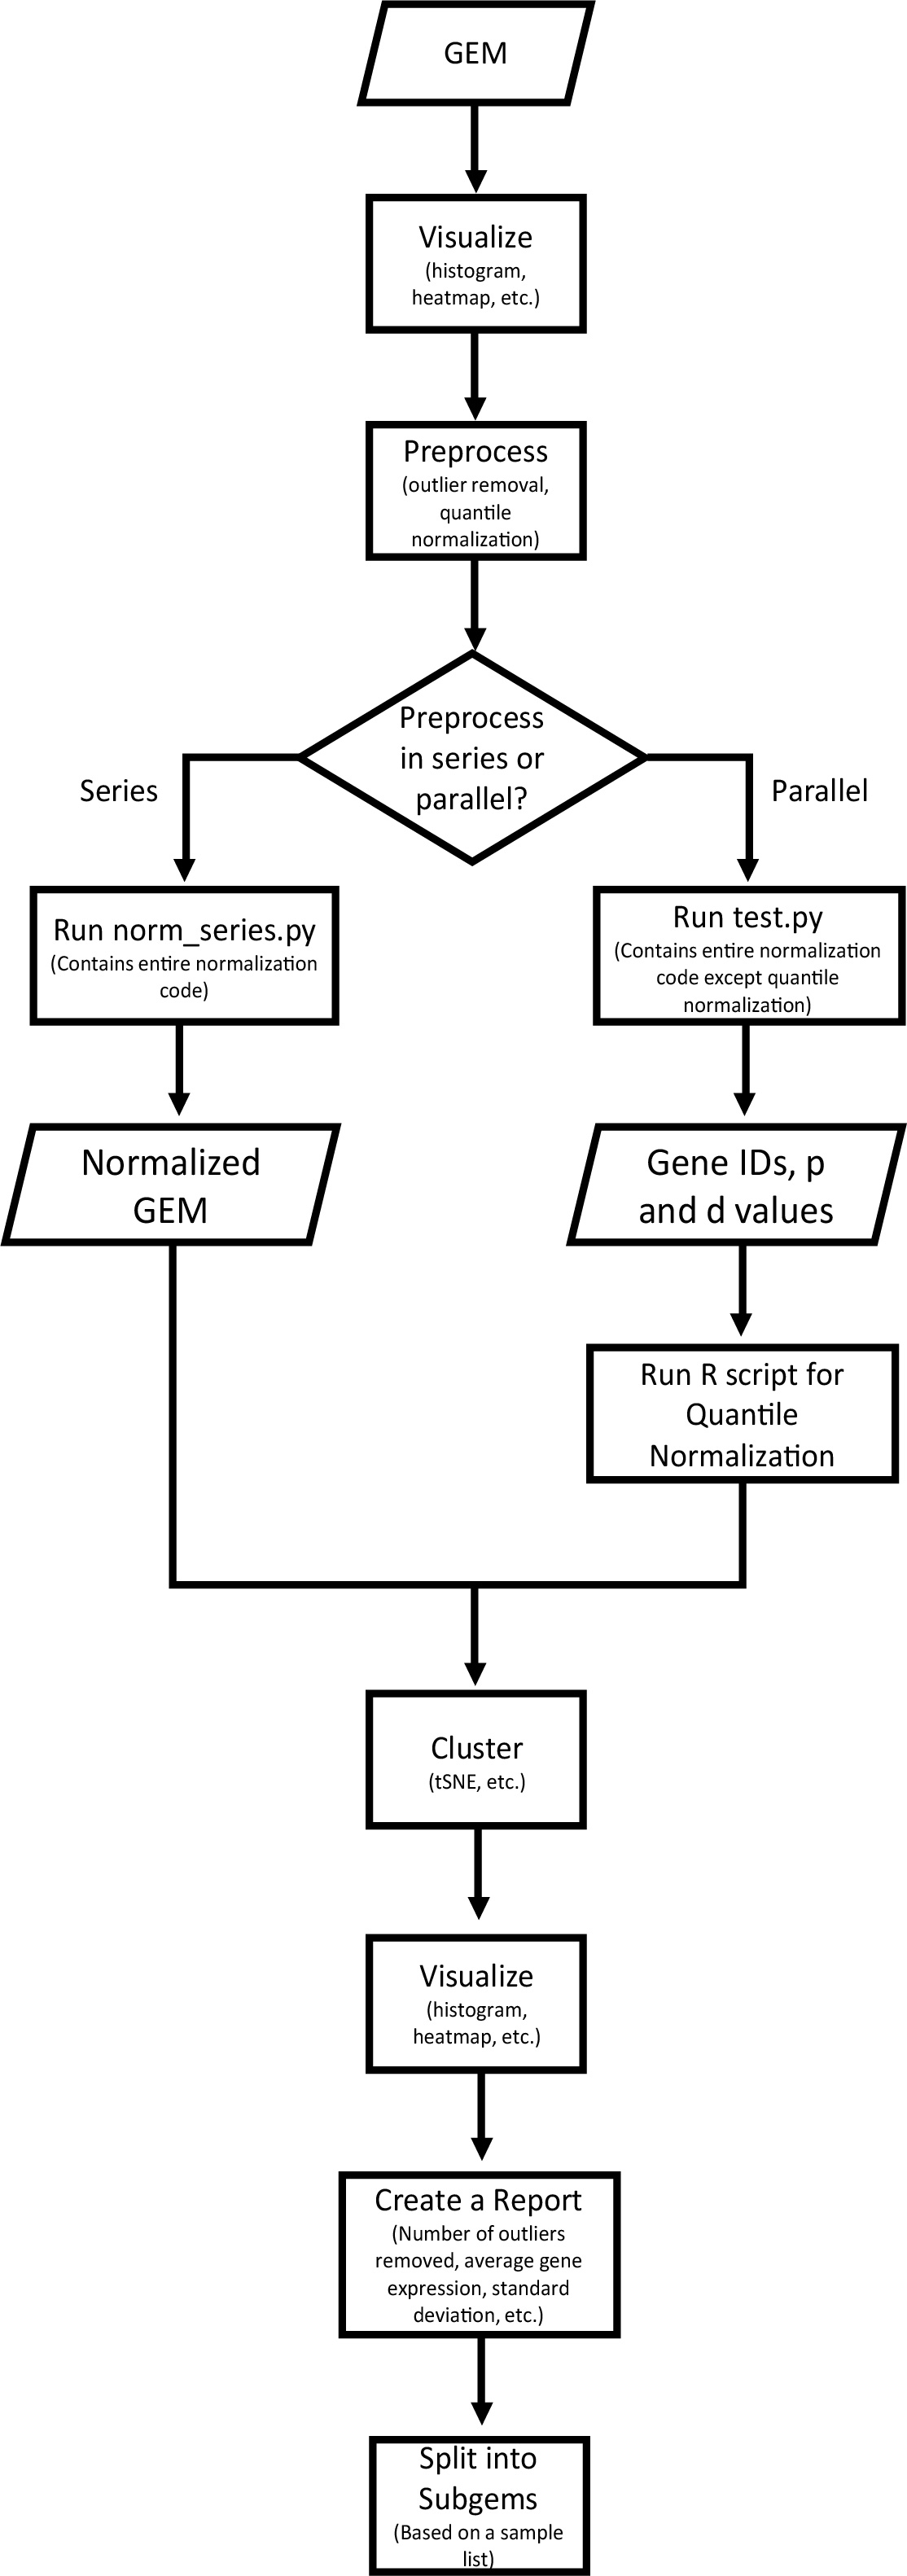 GEM
Visualize
(histogram,
heatmap, etc.)
Preprocess
(outlier removal,
quantile
normalization)
Preprocess
in series or
parallel?
Series
Parallel
Run norm_series.py
(Contains entire normalization
code)
Run test.py
(Contains entire normalization
code except quantile
normalization)
Normalized
GEM
Gene IDs, p
and d values
Run R script for
Quantile
Normalization
Cluster
(tSNE, etc.)
Visualize
(histogram,
heatmap, etc.)
Create a Report
(Number of outliers
removed, average gene
expression, standard
deviation, etc.)
Split into
Subgems
(Based on a sample
list)